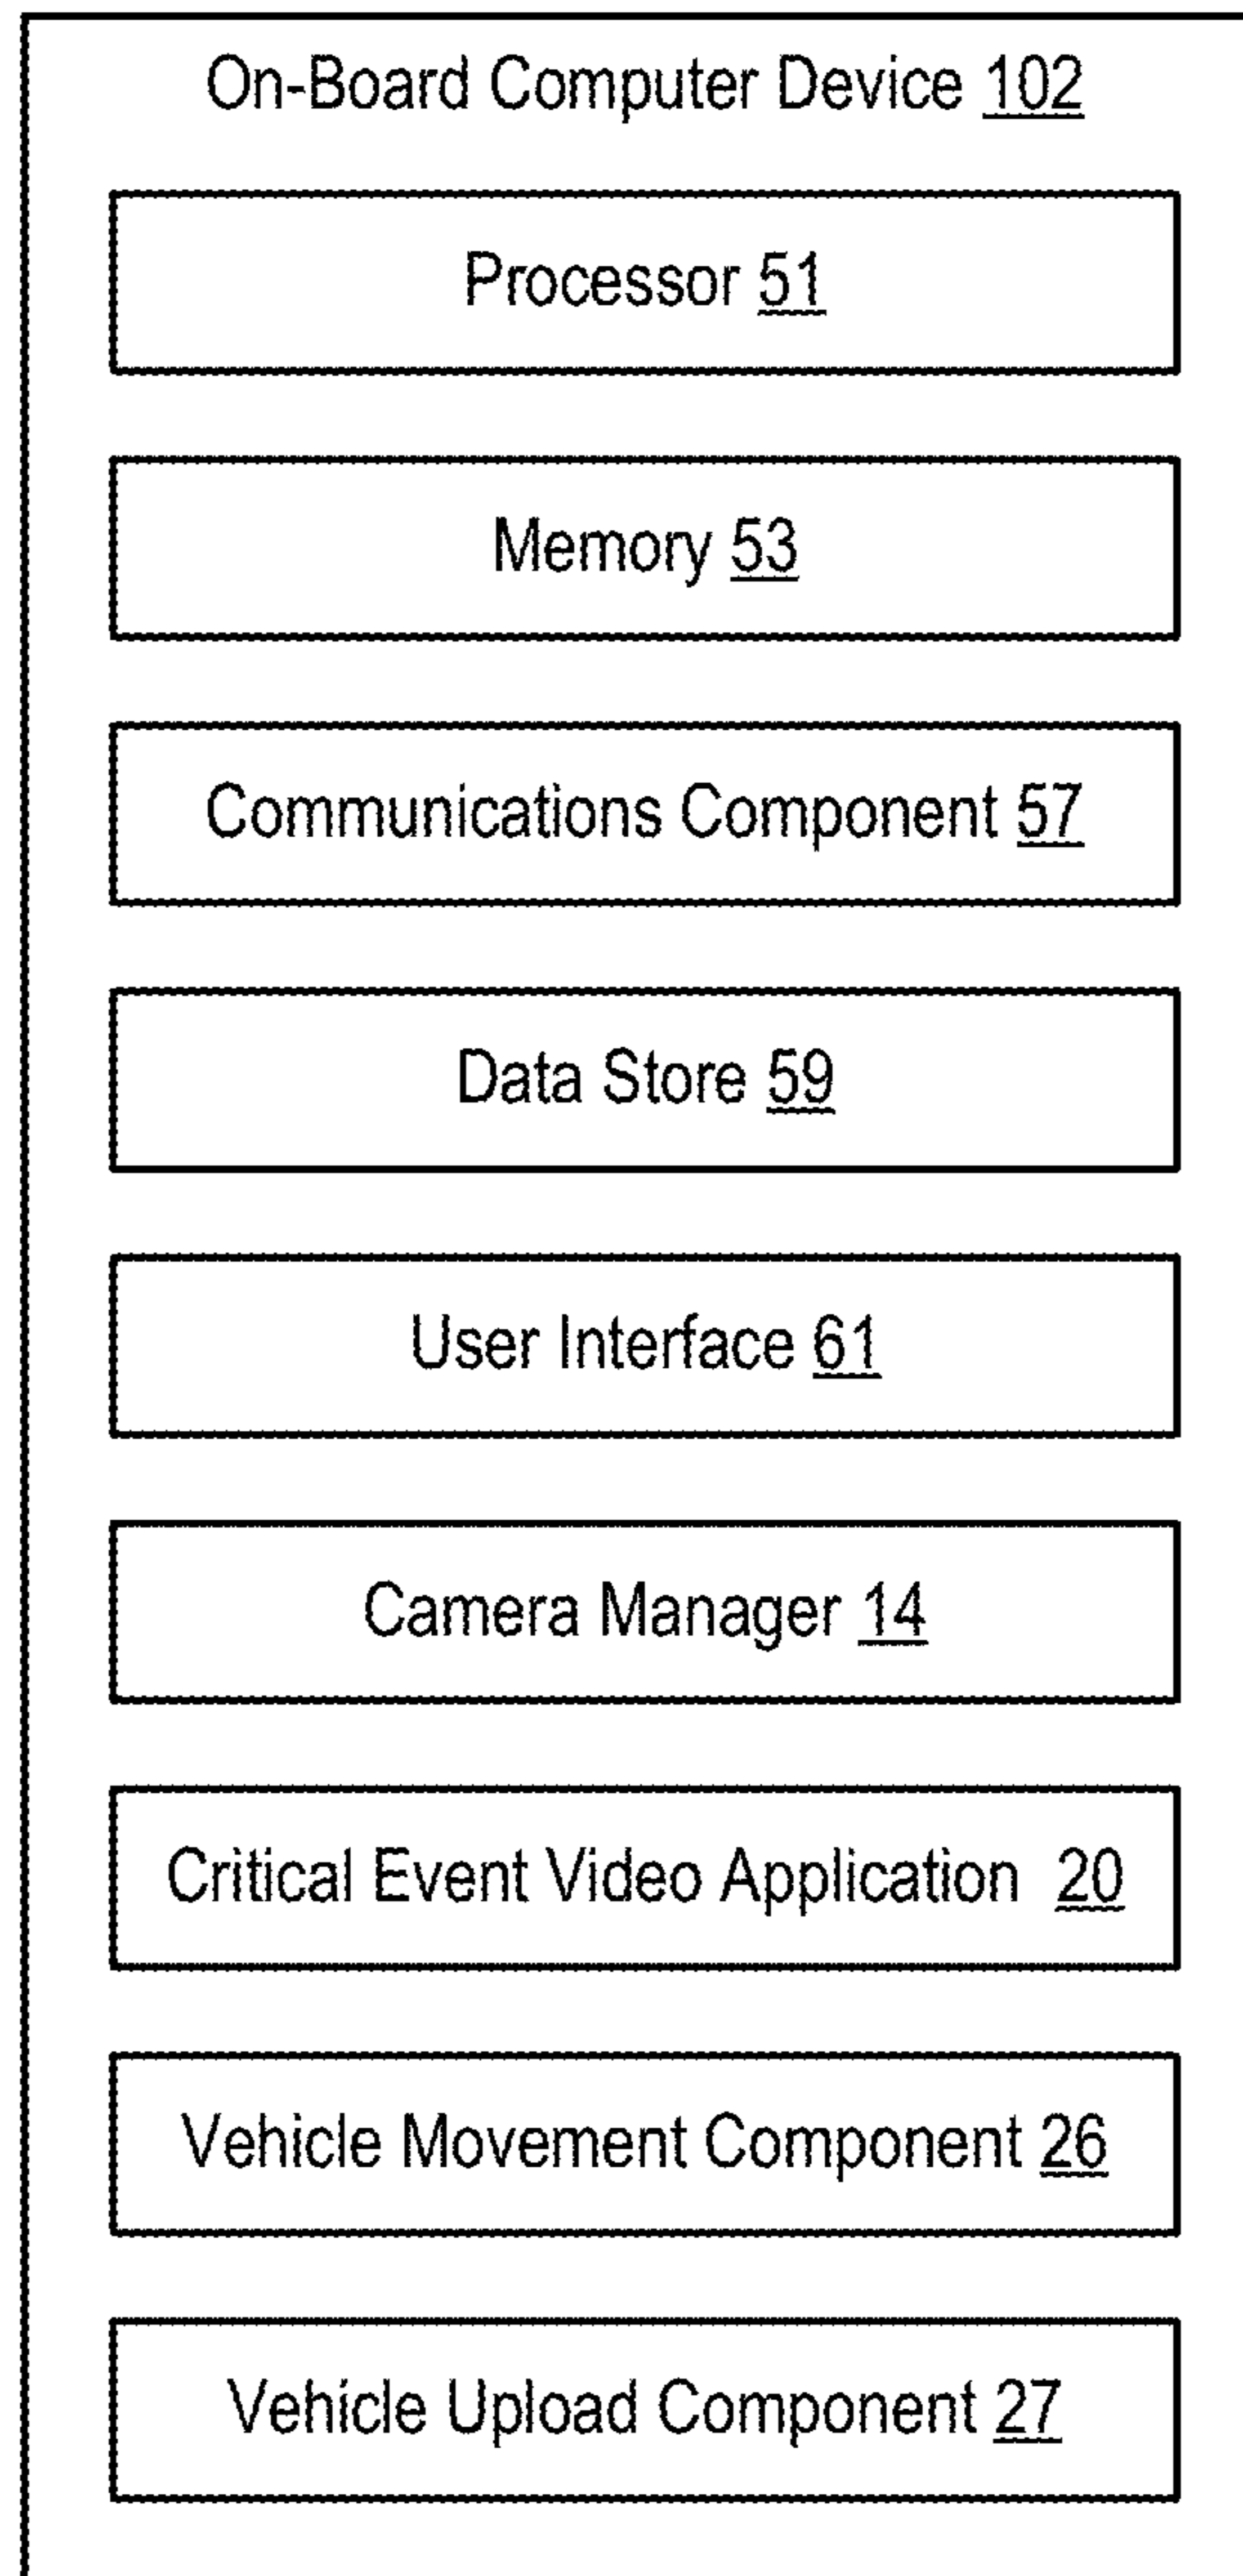 On-Board Computer Device 102
Processor 51
Memory 53
Communications Component 57
Data Store 59
User Interface 61
Camera Manager 14
Critical Event Video Application 20
Vehicle Movement Component 26
Vehicle Upload Component 27